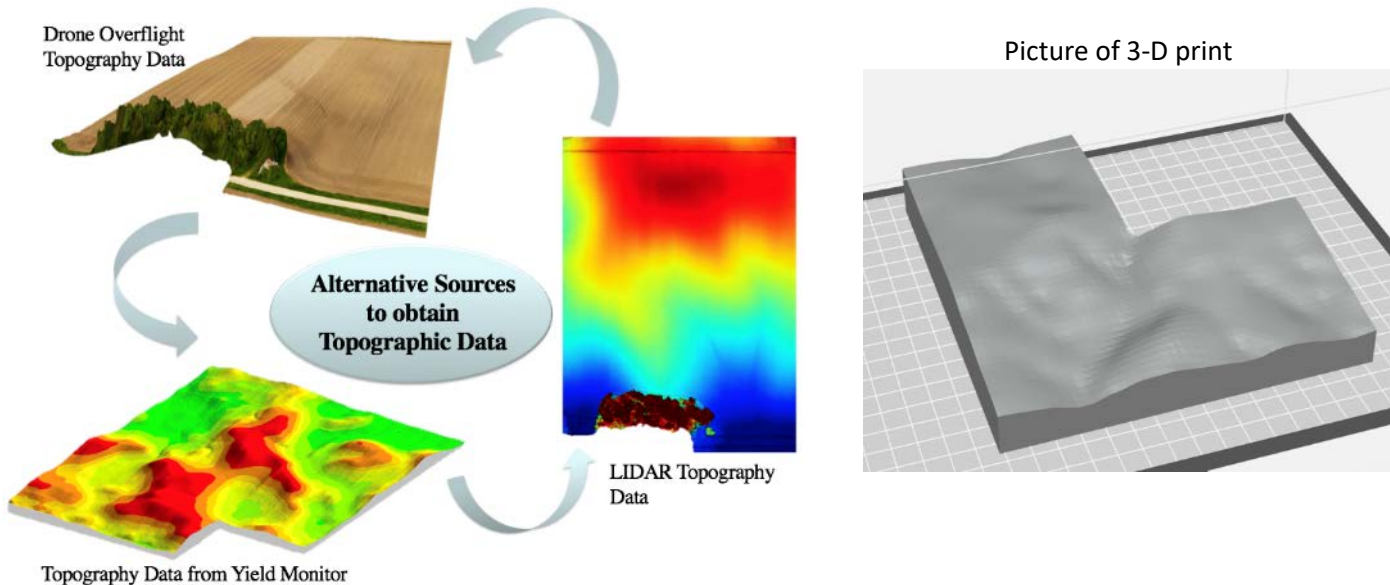 Drone Overflight
Topography Data
Alternative Sources
to obtain
Topographic Data
LIDAR Topography
Data
Topography Data from Yield Monitor
Picture of 3-D print